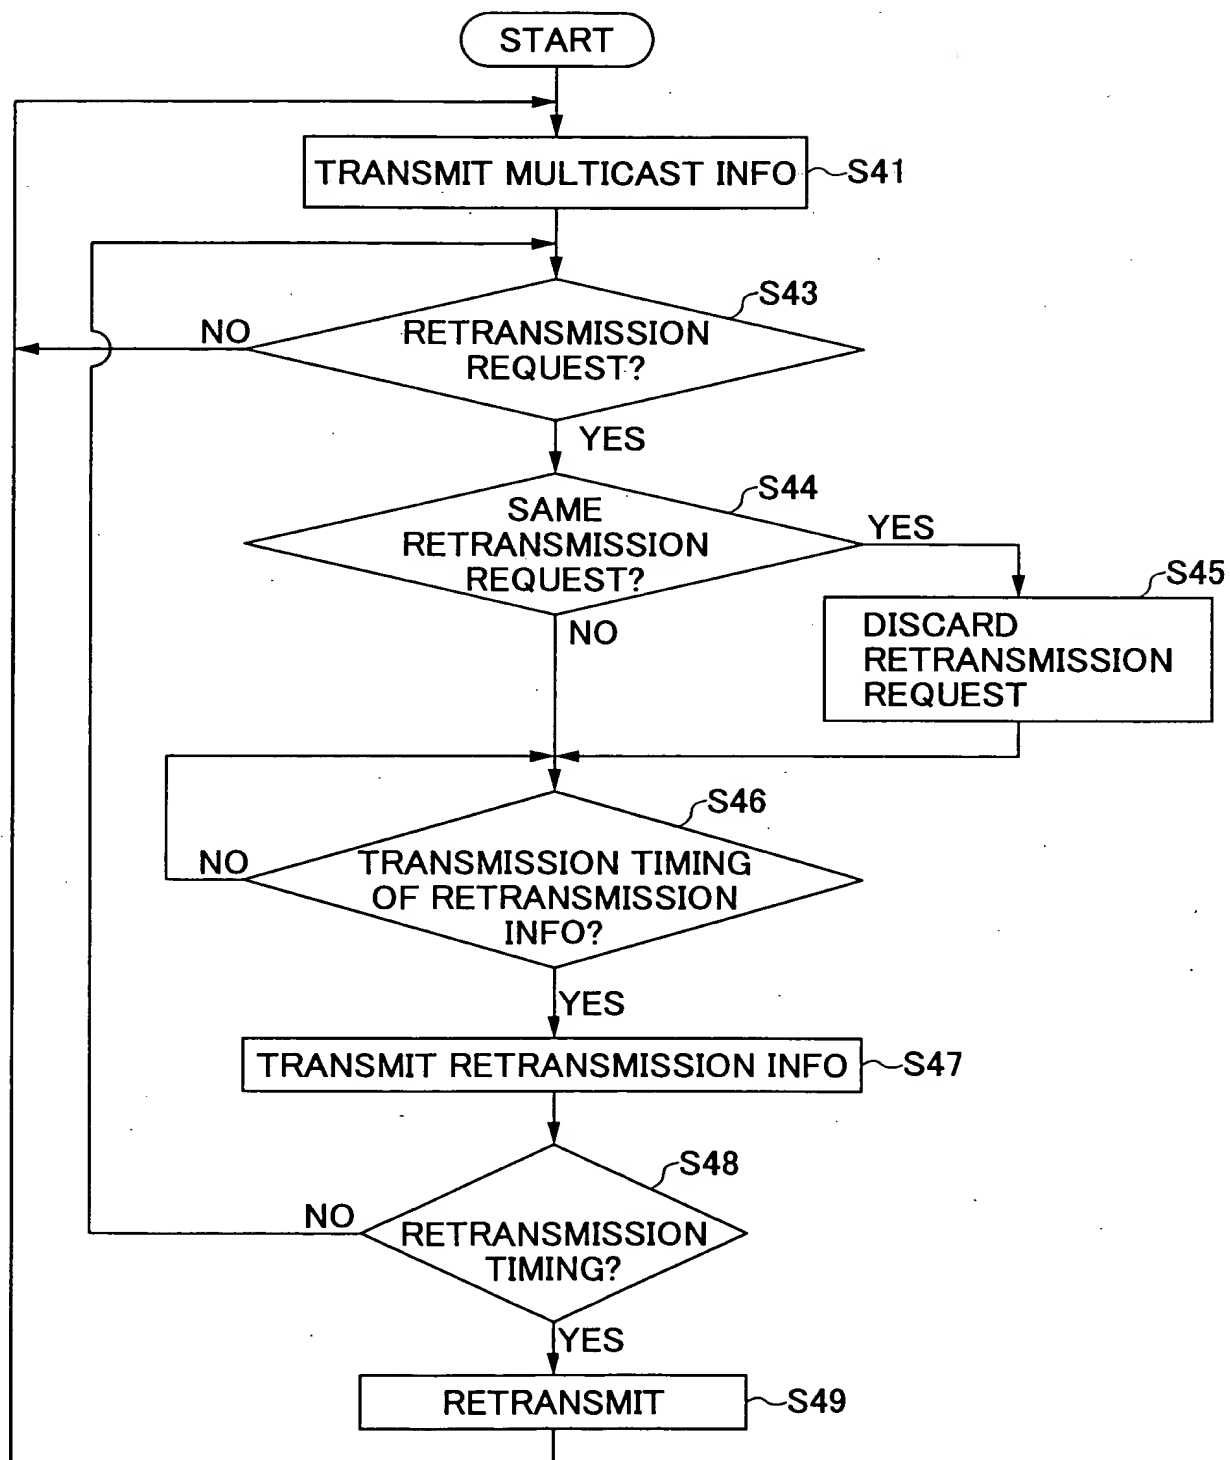 START
TRANSMIT MULTICAST INFO
S41
S43
NO
RETRANSMISSION
REQUEST?
YES
S44
SAME
RETRANSMISSION
REQUEST?
YES
S45
NO
DISCARD
RETRANSMISSION
REQUEST
S46
NO
TRANSMISSION TIMING
OF RETRANSMISSION
INFO?
YES
TRANSMIT RETRANSMISSION INFO
S47
S48
NO
RETRANSMISSION
TIMING?
YES
RETRANSMIT
S49